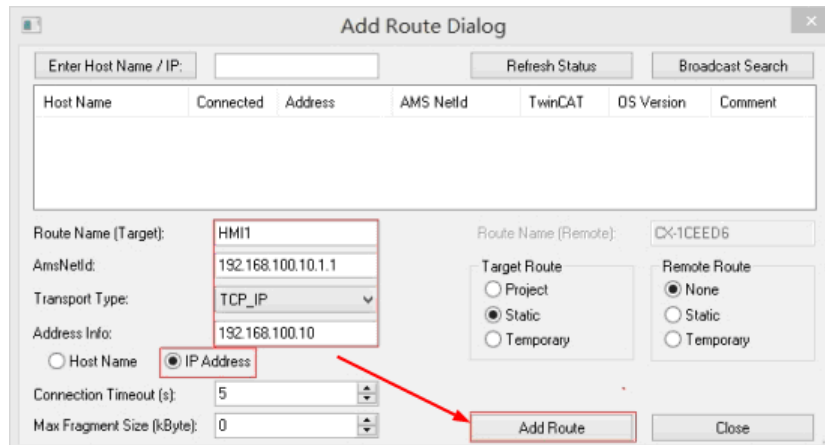 Add Route Dialog
Enter Host Name / IP: Refresh Status Broadcast Search
Host Name Connected Address AMS NetId TwinCAT OS Version Comment
Route Name (Target): HMI1 Route Name (Remote): CX-1CEED6
AmsNetId: 192.168.100.10.1.1 Target Route Remote Route
Project None
Transport Type: TCP_IP Static Static
Address Info: 192.168.100.10 Temporary Temporary
Host Name IP Address
Connection Timeout (s): 5
Max Fragment Size (kByte): 0 Add Route Close